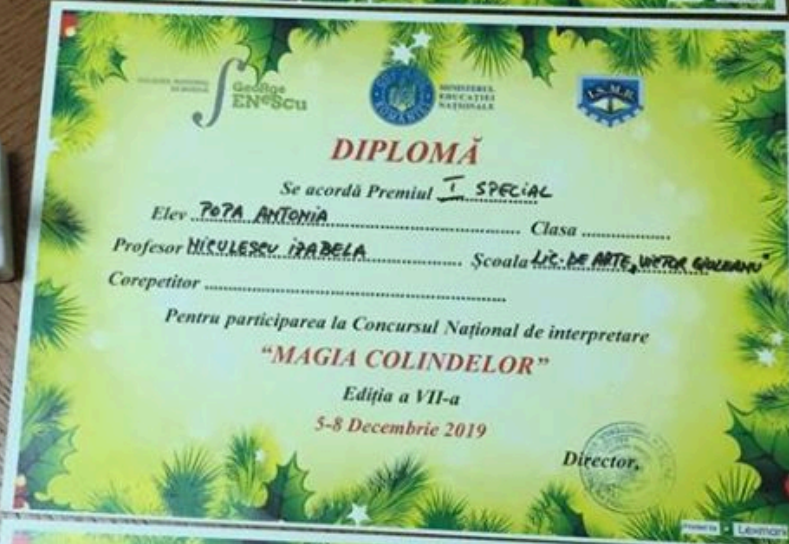 George
ENeScu
MINISTERUL
EDUCAȚIEI
NAȚIONALE
I.S.M.B.
DIPLOMĂ
Se acordă Premiul I SPECIAL
Elev POPA ANTONIA Clasa
Profesor NICULESCU IZABELA Școala LIC. DE ARTE „VICTOR GIULEANU"
Corepetitor
Pentru participarea la Concursul Național de interpretare
“MAGIA COLINDELOR”
Ediția a VII-a
5-8 Decembrie 2019
Director,
Lexmark